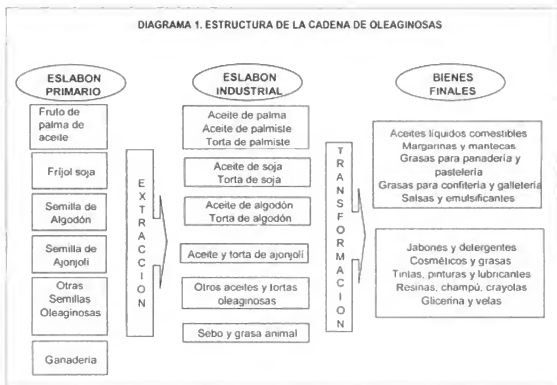 DIAGRAMA 1. ESTRUCTURA DE LA CADENA DE OLEAGINOSAS
ESLABON
PRIMARIO
Fruto de
palma de
aceite
Frijol soja
Semilla de
Algodón
Semilla de
Ajonjolí
Otras
Semillas
Oleaginosas
Ganadería
EXTRACCION
ESLABON
INDUSTRIAL
Aceite de palma
Aceite de palmiste
Torta de palmiste
Aceite de soja
Torta de soja
Aceite de algodón
Torta de algodón
Aceite y torta de ajonjolí
Otros aceites y tortas
oleaginosas
Sebo y grasa animal
TRANSFORMACION
BIENES
FINALES
Aceites líquidos comestibles
Margarinas y mantecas
Grasas para panadería y
pastelería
Grasas para confitería y galletería
Salsas y emulsificantes
Jabones y detergentes
Cosméticos y grasas
Tintas, pinturas y lubricantes
Resinas, champú, crayolas
Glicerina y velas